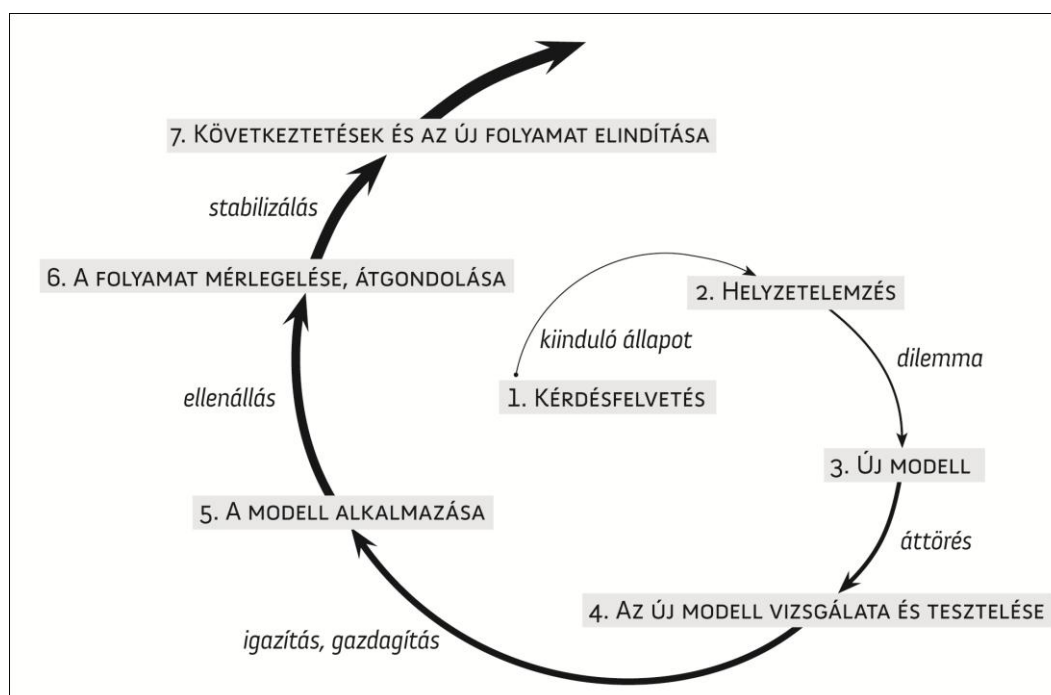 1. Kérdésfelvetés
kiinduló állapot
2. Helyzetelemzés
dilemma
3. Új modell
áttörés
4. Az új modell vizsgálata és tesztelése
igazítás, gazdagítás
5. A modell alkalmazása
ellenállás
6. A folyamat mérlegelése, átgondolása
stabilizálás
7. Következtetések és az új folyamat elindítása